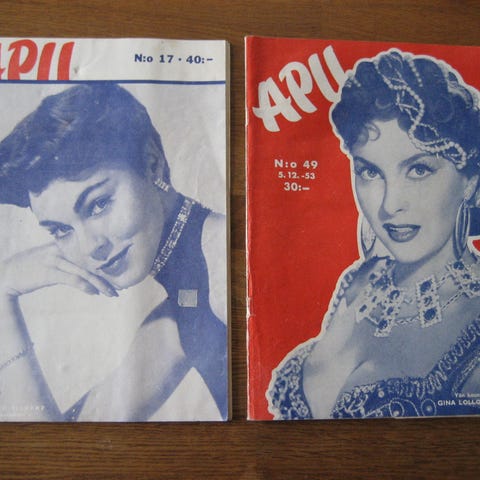 APU
N:o 17 • 40:-
APU
N:o 49
5.12.-53
30:-
GINA LOLLO